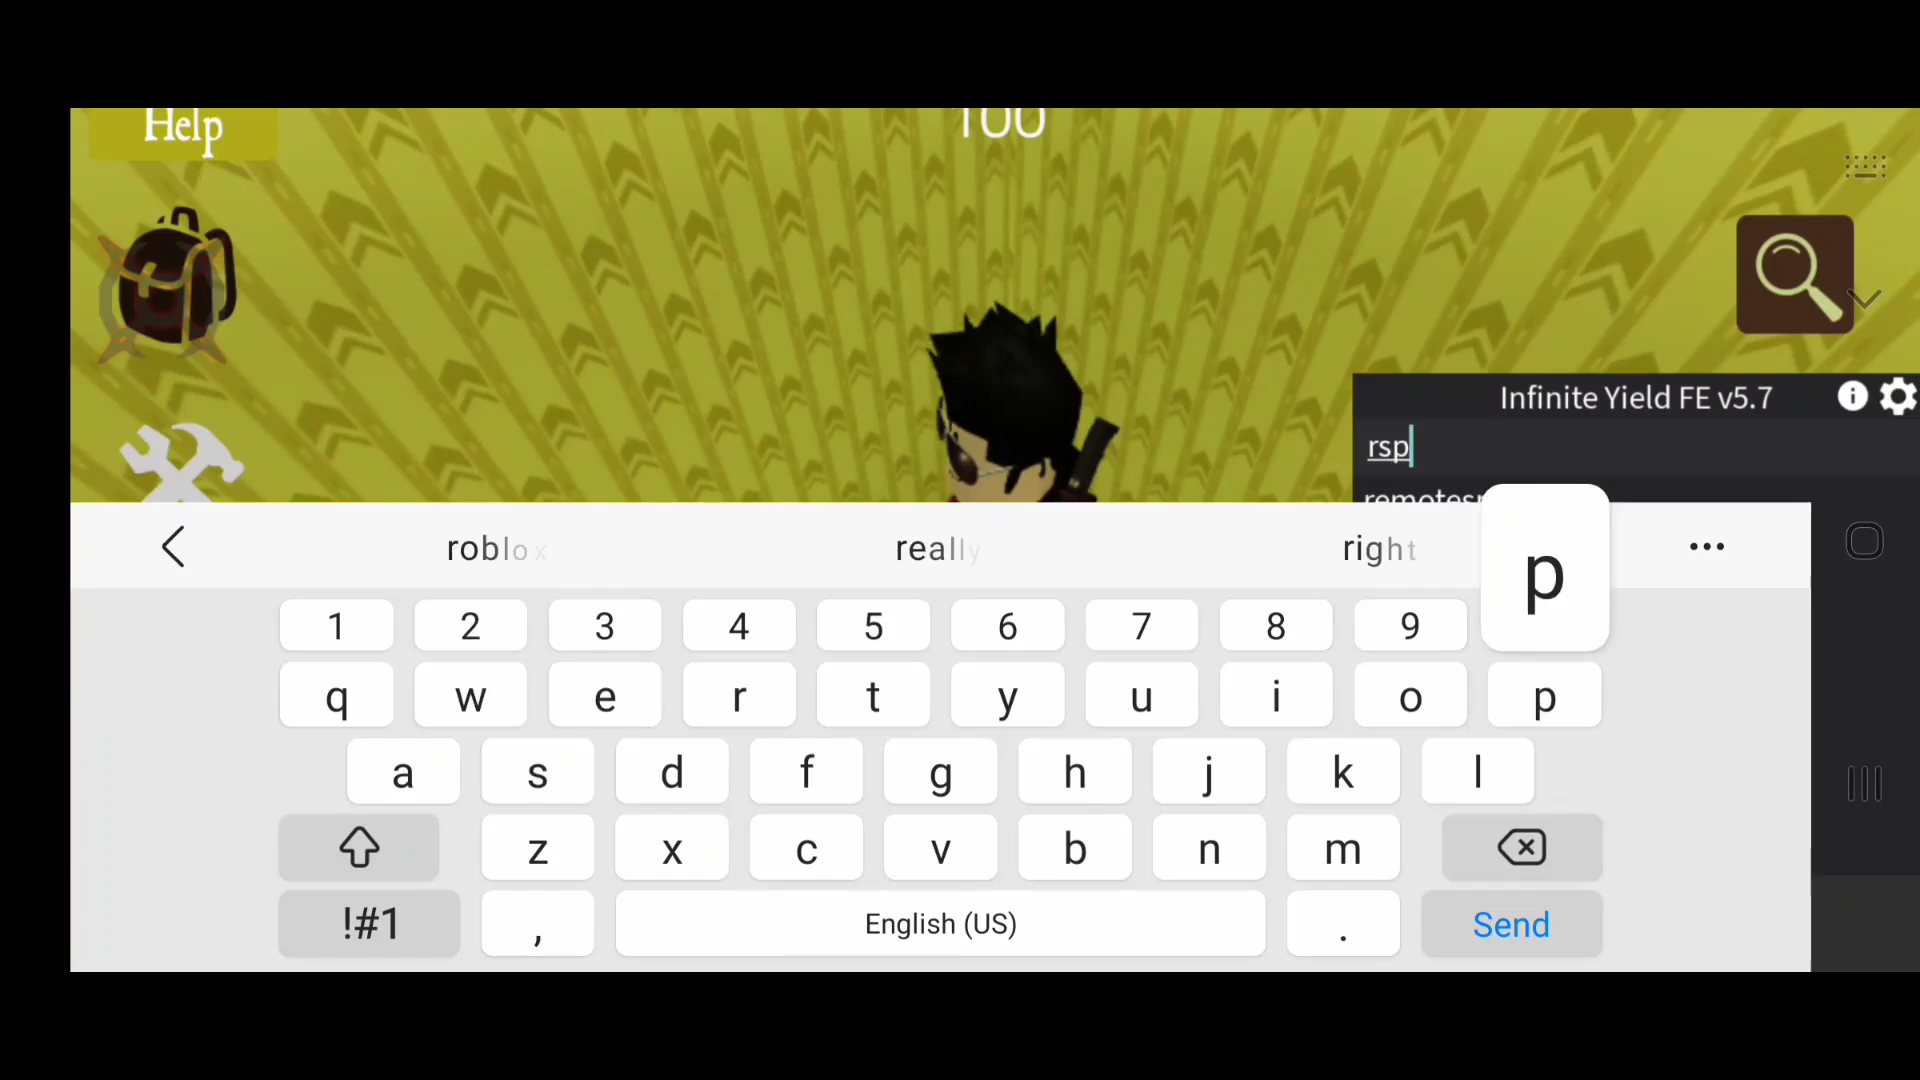 Help
100
Infinite Yield FE v5.7
rsp
remotesp
roblox
really
right
p
1 2 3 4 5 6 7 8 9
q w e r t y u i o p
a s d f g h j k l
z x c v b n m
!#1 , English (US) . Send